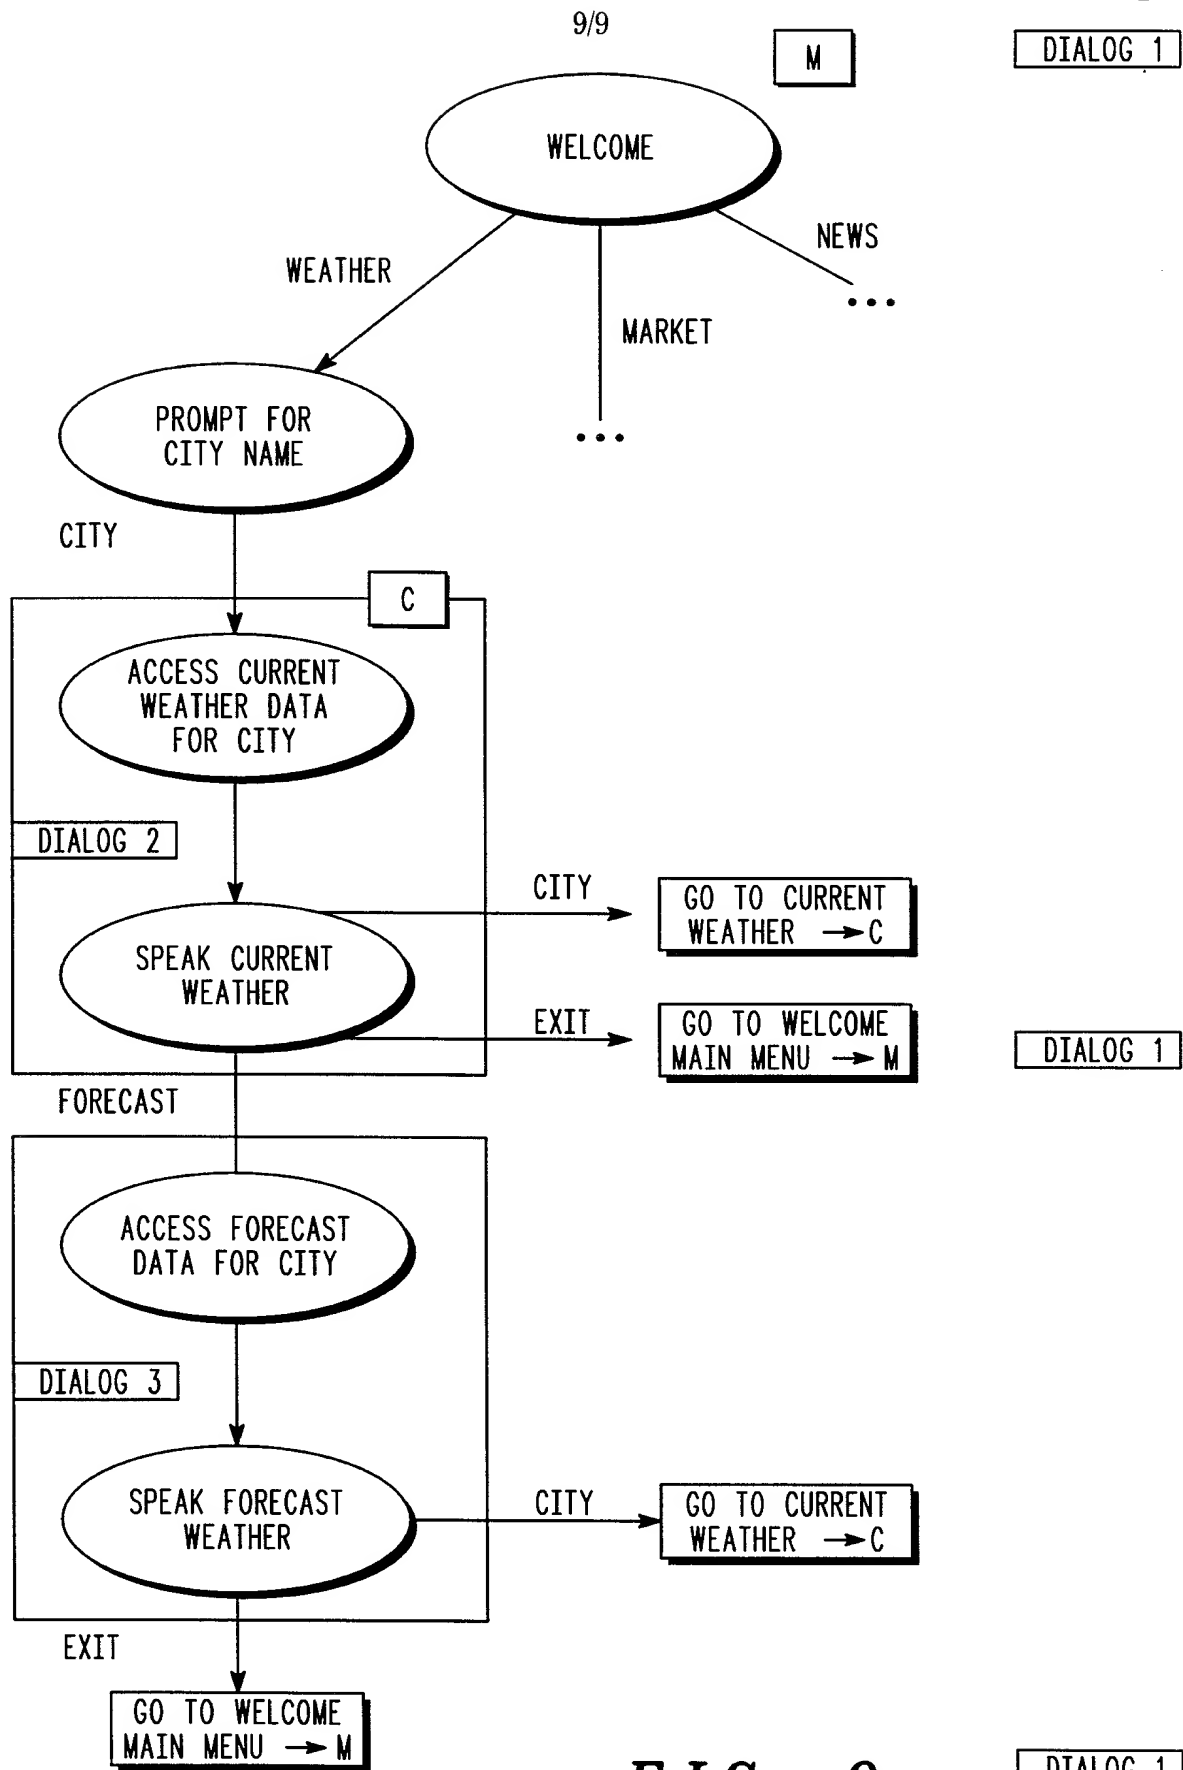 9/9
M
DIALOG 1
WELCOME
NEWS
WEATHER
...
MARKET
PROMPT FOR
CITY NAME
...
CITY
C
ACCESS CURRENT
WEATHER DATA
FOR CITY
DIALOG 2
CITY
GO TO CURRENT
WEATHER → C
SPEAK CURRENT
WEATHER
EXIT
GO TO WELCOME
MAIN MENU → M
DIALOG 1
FORECAST
ACCESS FORECAST
DATA FOR CITY
DIALOG 3
SPEAK FORECAST
WEATHER
CITY
GO TO CURRENT
WEATHER → C
EXIT
GO TO WELCOME
MAIN MENU → M
FIG.
DIALOG 1